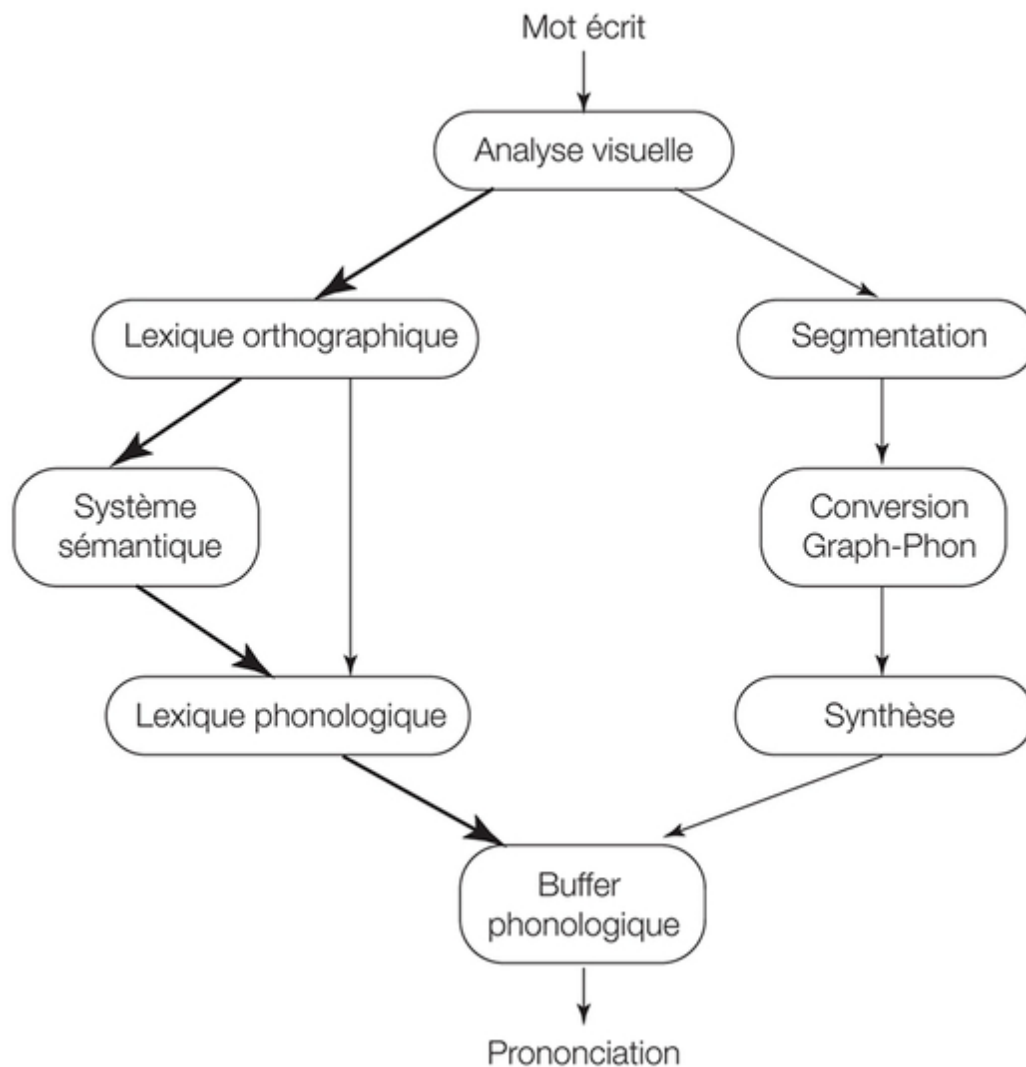 Mot écrit
Analyse visuelle
Lexique orthographique
Segmentation
Système
sémantique
Conversion
Graph-Phon
Lexique phonologique
Synthèse
Buffer
phonologique
Prononciation